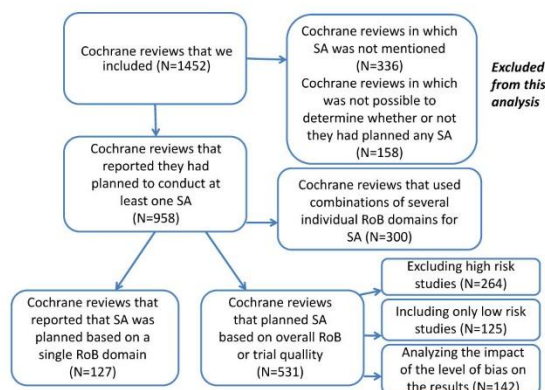 Cochrane reviews that we
included (N=1452)
Cochrane reviews in which
SA was not mentioned
(N=336)
Cochrane reviews in which
was not possible to
determine whether or not
they had planned any SA
(N=158)
Excluded
from this
analysis
Cochrane reviews that
reported they had
planned to conduct at
least one SA
(N=958)
Cochrane reviews that used
combinations of several
individual RoB domains for
SA (N=300)
Cochrane reviews that
reported that SA was
planned based on a
single RoB domain
(N=127)
Cochrane reviews
that planned SA
based on overall RoB
or trial quallity
(N=531)
Excluding high risk
studies (N=264)
Including only low risk
studies (N=125)
Analyzing the impact
of the level of bias on
the results (N=142)